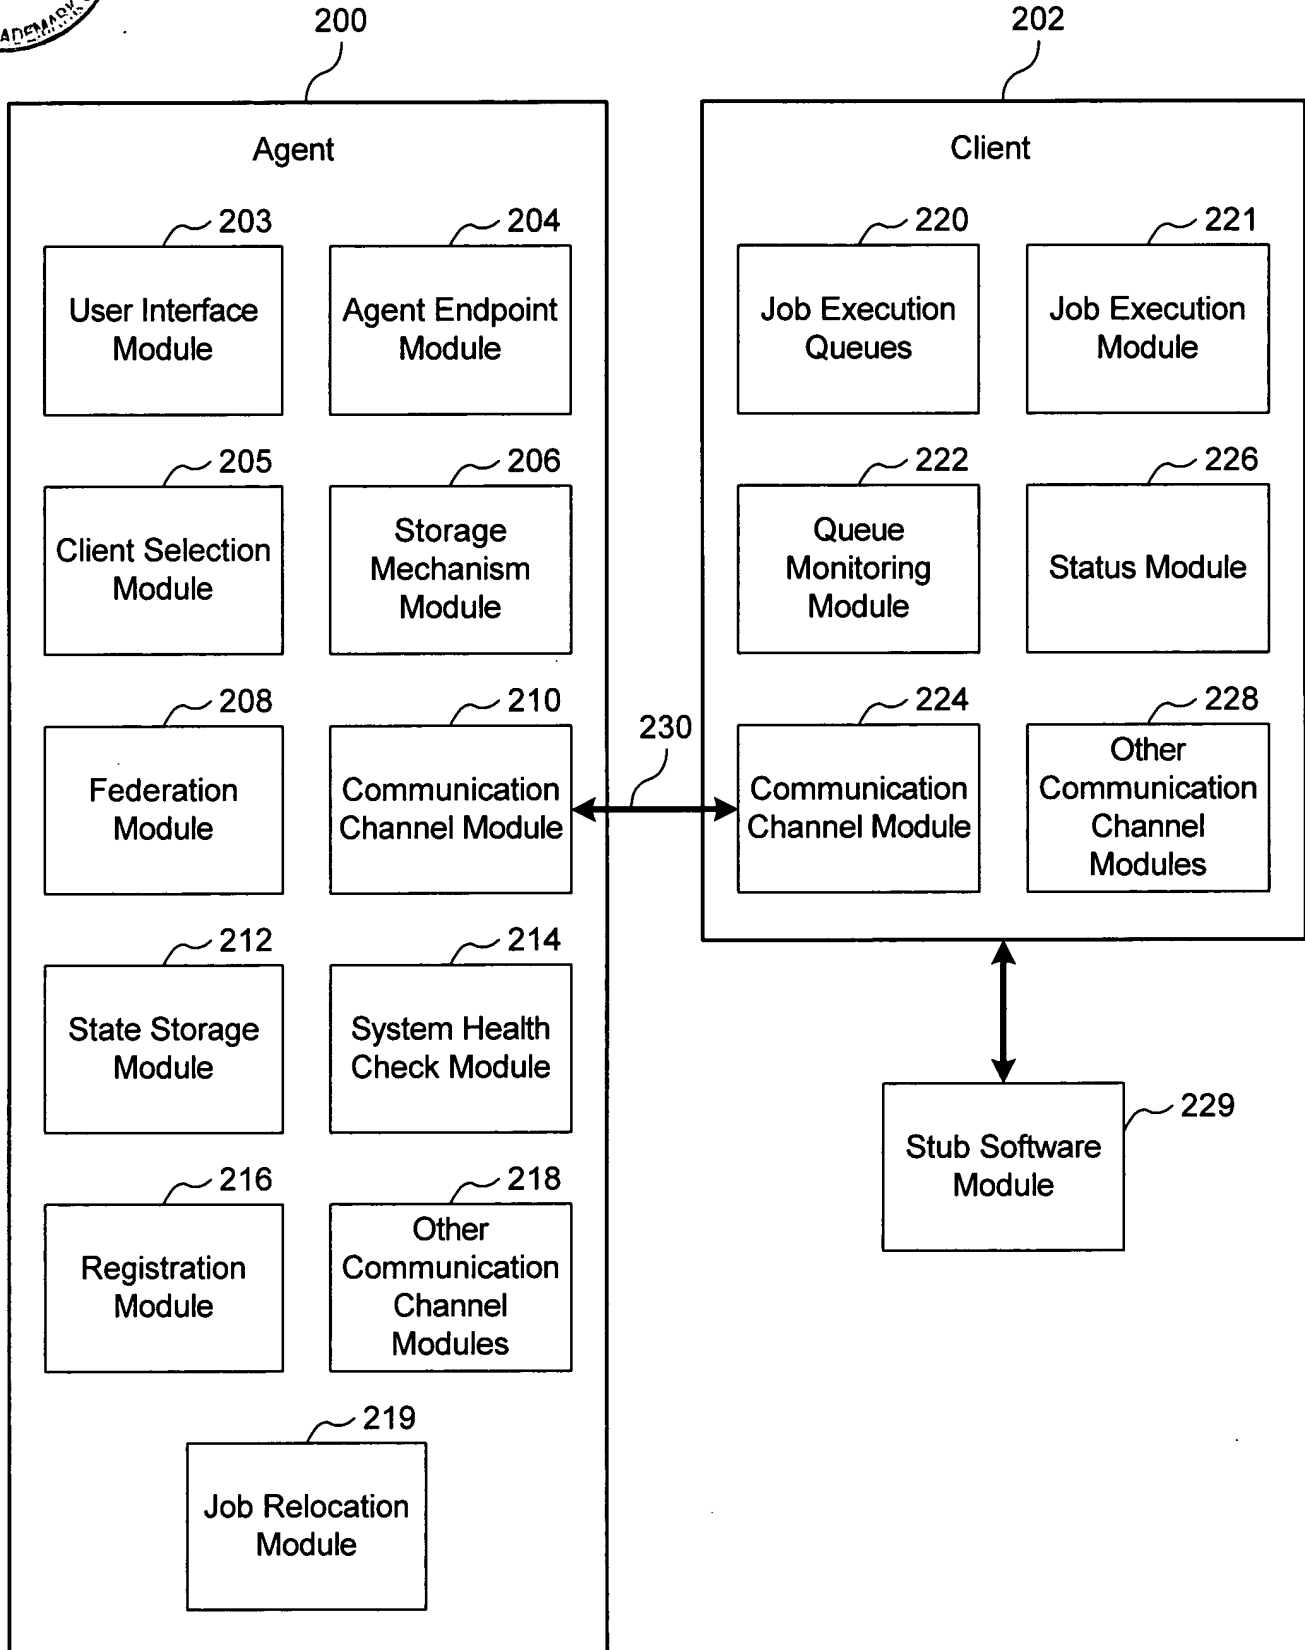 TRADEMARK
200
202
Agent
Client
203
204
User Interface
Module
Agent Endpoint
Module
205
206
Client Selection
Module
Storage
Mechanism
Module
208
210
Federation
Module
Communication
Channel Module
212
214
State Storage
Module
System Health
Check Module
216
218
Registration
Module
Other
Communication
Channel
Modules
219
Job Relocation
Module
230
220
221
Job Execution
Queues
Job Execution
Module
222
226
Queue
Monitoring
Module
Status Module
224
228
Communication
Channel Module
Other
Communication
Channel
Modules
229
Stub Software
Module